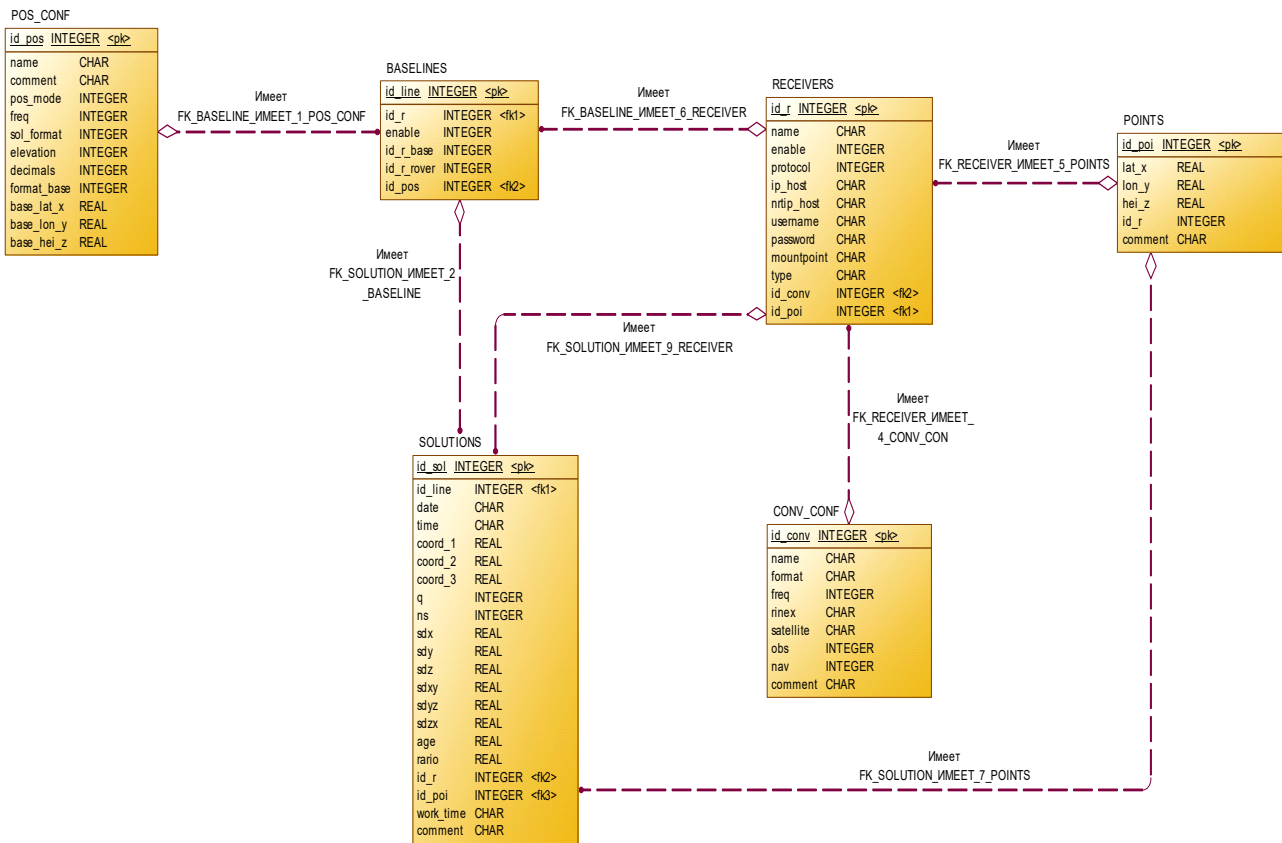 POS_CONF
id_pos INTEGER <pk>
name CHAR
comment CHAR
pos_mode INTEGER
freq INTEGER
sol_format INTEGER
elevation INTEGER
decimals INTEGER
format_base INTEGER
base_lat_x REAL
base_lon_y REAL
base_hei_z REAL
Имеет
FK_BASELINE_ИМЕЕТ_1_POS_CONF
BASELINES
id_line INTEGER <pk>
id_r INTEGER <fk1>
enable INTEGER
id_r_base INTEGER
id_r_rover INTEGER
id_pos INTEGER <fk2>
Имеет
FK_BASELINE_ИМЕЕТ_6_RECEIVER
RECEIVERS
id_r INTEGER <pk>
name CHAR
enable INTEGER
protocol INTEGER
ip_host CHAR
nrtip_host CHAR
username CHAR
password CHAR
mountpoint CHAR
type CHAR
id_conv INTEGER <fk2>
id_poi INTEGER <fk1>
Имеет
FK_RECEIVER_ИМЕЕТ_5_POINTS
POINTS
id_poi INTEGER <pk>
lat_x REAL
lon_y REAL
hei_z REAL
id_r INTEGER
comment CHAR
Имеет
FK_SOLUTION_ИМЕЕТ_2
_BASELINE
Имеет
FK_SOLUTION_ИМЕЕТ_9_RECEIVER
Имеет
FK_RECEIVER_ИМЕЕТ_
4_CONV_CON
SOLUTIONS
id_sol INTEGER <pk>
id_line INTEGER <fk1>
date CHAR
time CHAR
coord_1 REAL
coord_2 REAL
coord_3 REAL
q INTEGER
ns INTEGER
sdx REAL
sdy REAL
sdz REAL
sdxy REAL
sdyz REAL
sdzx REAL
age REAL
rario REAL
id_r INTEGER <fk2>
id_poi INTEGER <fk3>
work_time CHAR
comment CHAR
CONV_CONF
id_conv INTEGER <pk>
name CHAR
format CHAR
freq INTEGER
rinex CHAR
satellite CHAR
obs INTEGER
nav INTEGER
comment CHAR
Имеет
FK_SOLUTION_ИМЕЕТ_7_POINTS